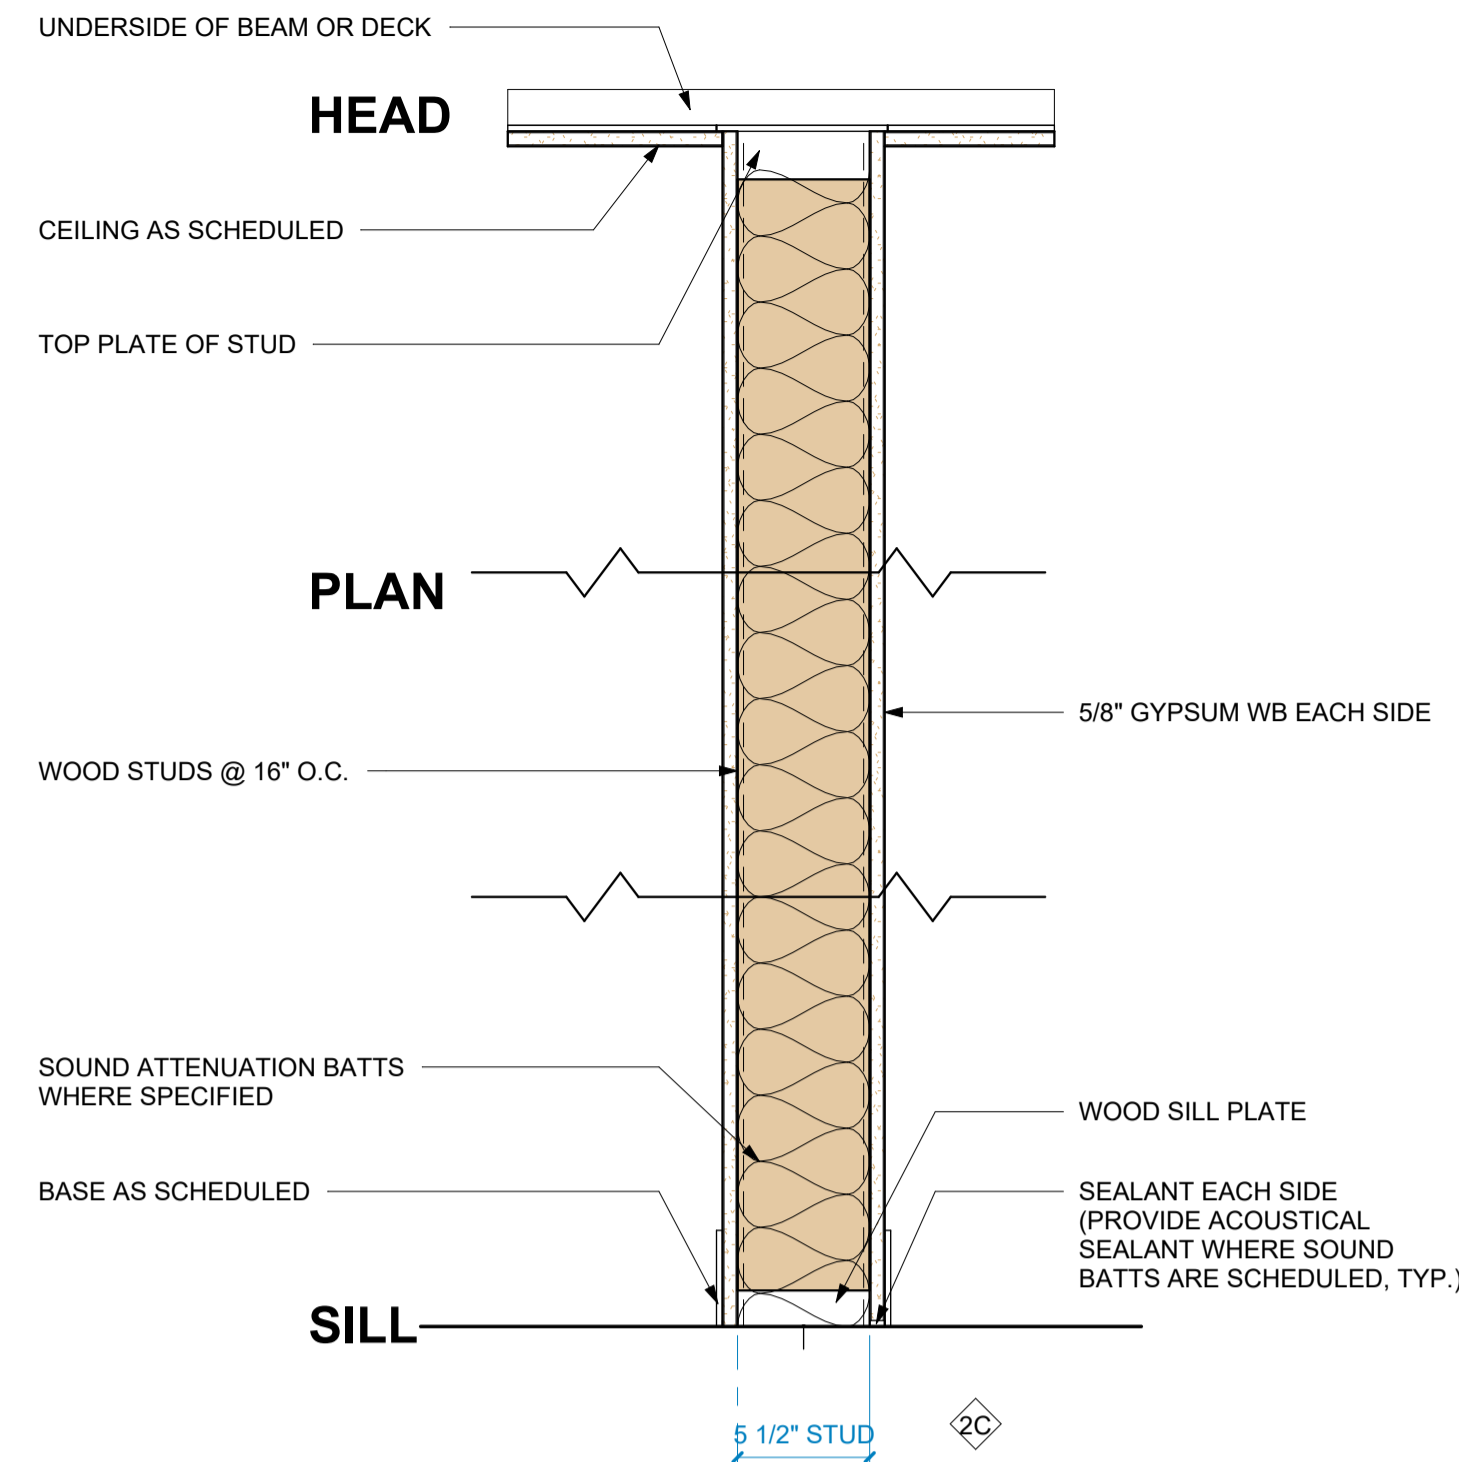 UNDERSIDE OF BEAM OR DECK
HEAD
CEILING AS SCHEDULED
TOP PLATE OF STUD
PLAN
5/8" GYPSUM WB EACH SIDE
WOOD STUDS @ 16" O.C.
SOUND ATTENUATION BATTS
WHERE SPECIFIED
WOOD SILL PLATE
BASE AS SCHEDULED
SEALANT EACH SIDE
(PROVIDE ACOUSTICAL
SEALANT WHERE SOUND
BATTS ARE SCHEDULED, TYP.)
SILL
5 1/2" STUD
2C